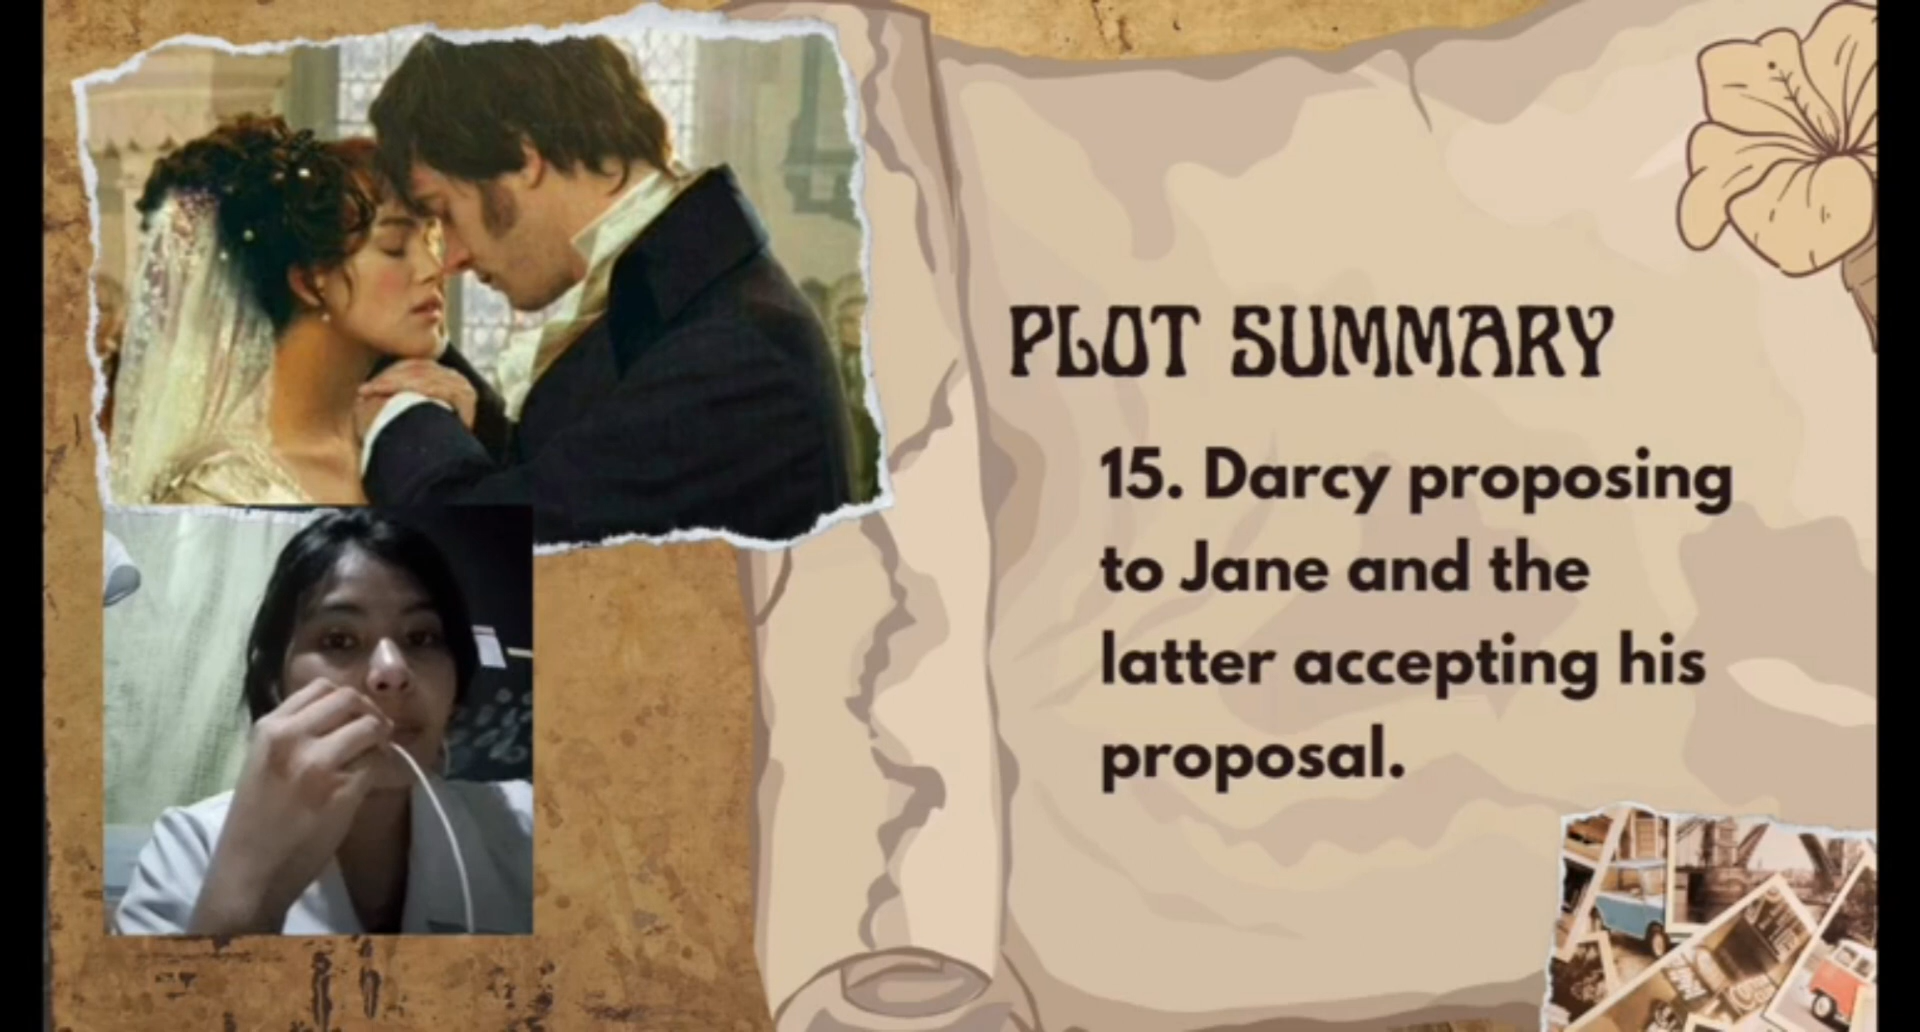 PLOT SUMMARY
15. Darcy proposing
to Jane and the
latter accepting his
proposal.